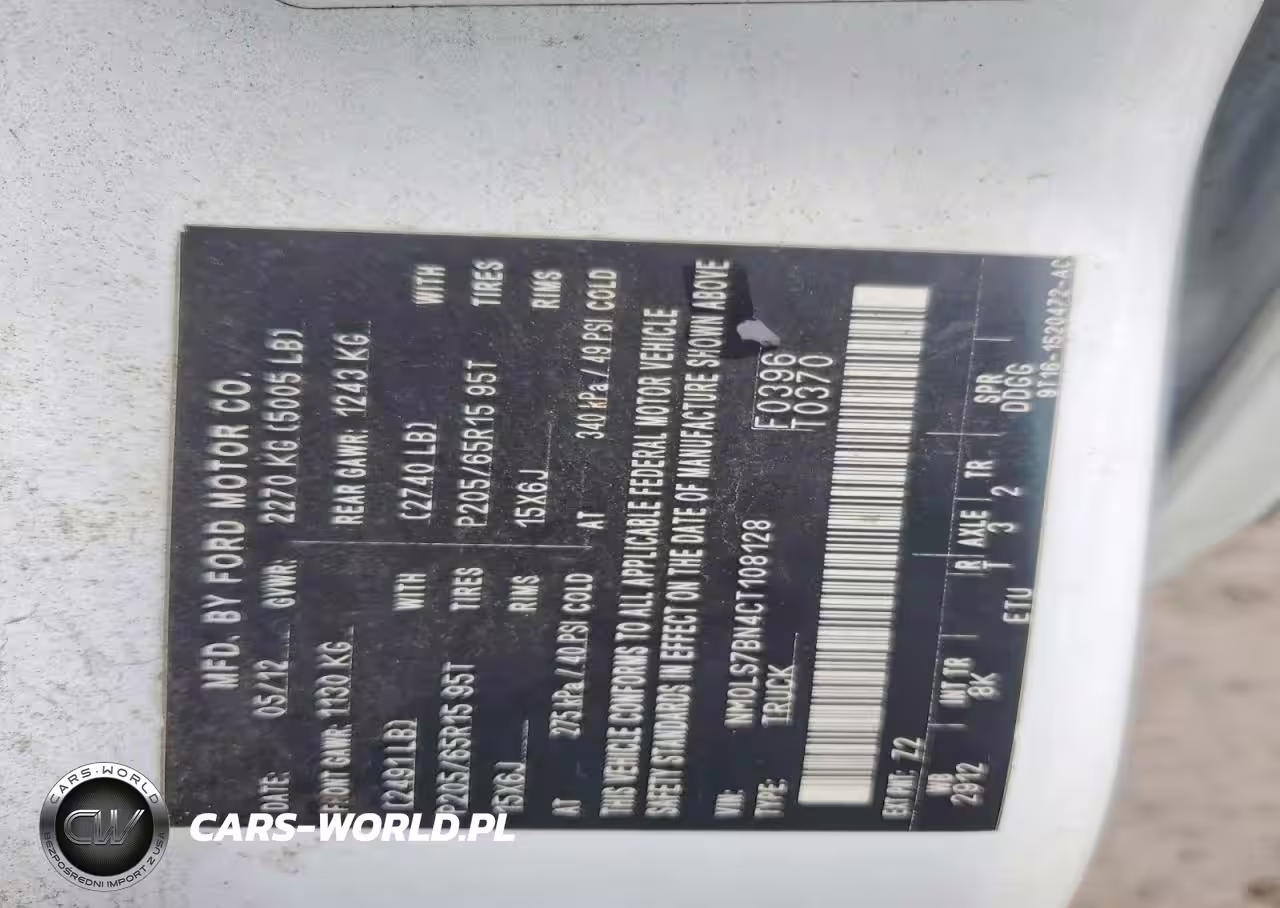 MFD. BY FORD MOTOR CO.
DATE: 05/12 GVWR: 2270 KG (5005 LB)
FRONT GAWR: 1130 KG REAR GAWR: 1243 KG
(2491LB) WITH (2740 LB) WITH
P205/65R15 95T TIRES P205/65R15 95T TIRES
15X6J RIMS 15X6J RIMS
AT 275 kPa / 40 PSI COLD AT 340 kPa / 49 PSI COLD
THIS VEHICLE CONFORMS TO ALL APPLICABLE FEDERAL MOTOR VEHICLE
SAFETY STANDARDS IN EFFECT ON THE DATE OF MANUFACTURE SHOWN ABOVE
VIN: NM0LS7BN4CT108128 F0396
TYPE: TRUCK T0370
EXT PNT: Z2
WB INT TR R AXLE TR SPR
2912 8K 1 3 2 DDGG
ETU 9T16-1520472-AC
CARS-WORLD
CW
BEZPOŚREDNI IMPORT Z USA
CARS-WORLD.PL